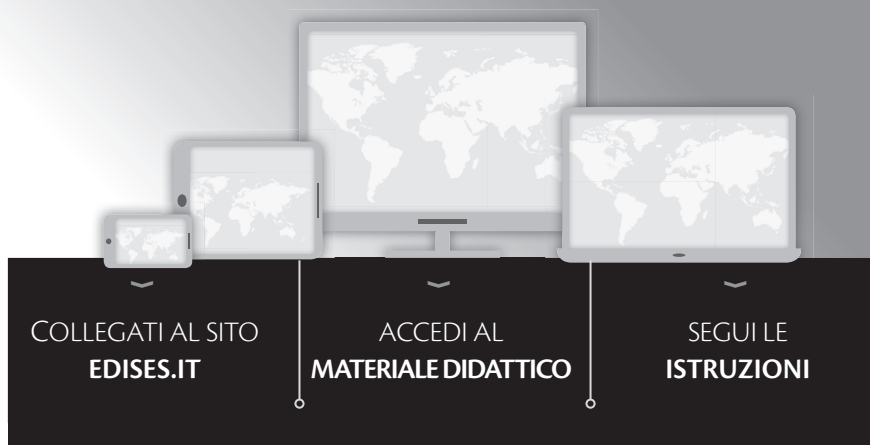 COLLEGATI AL SITO
EDISES.IT
ACCEDI AL
MATERIALE DIDATTICO
SEGUI LE
ISTRUZIONI